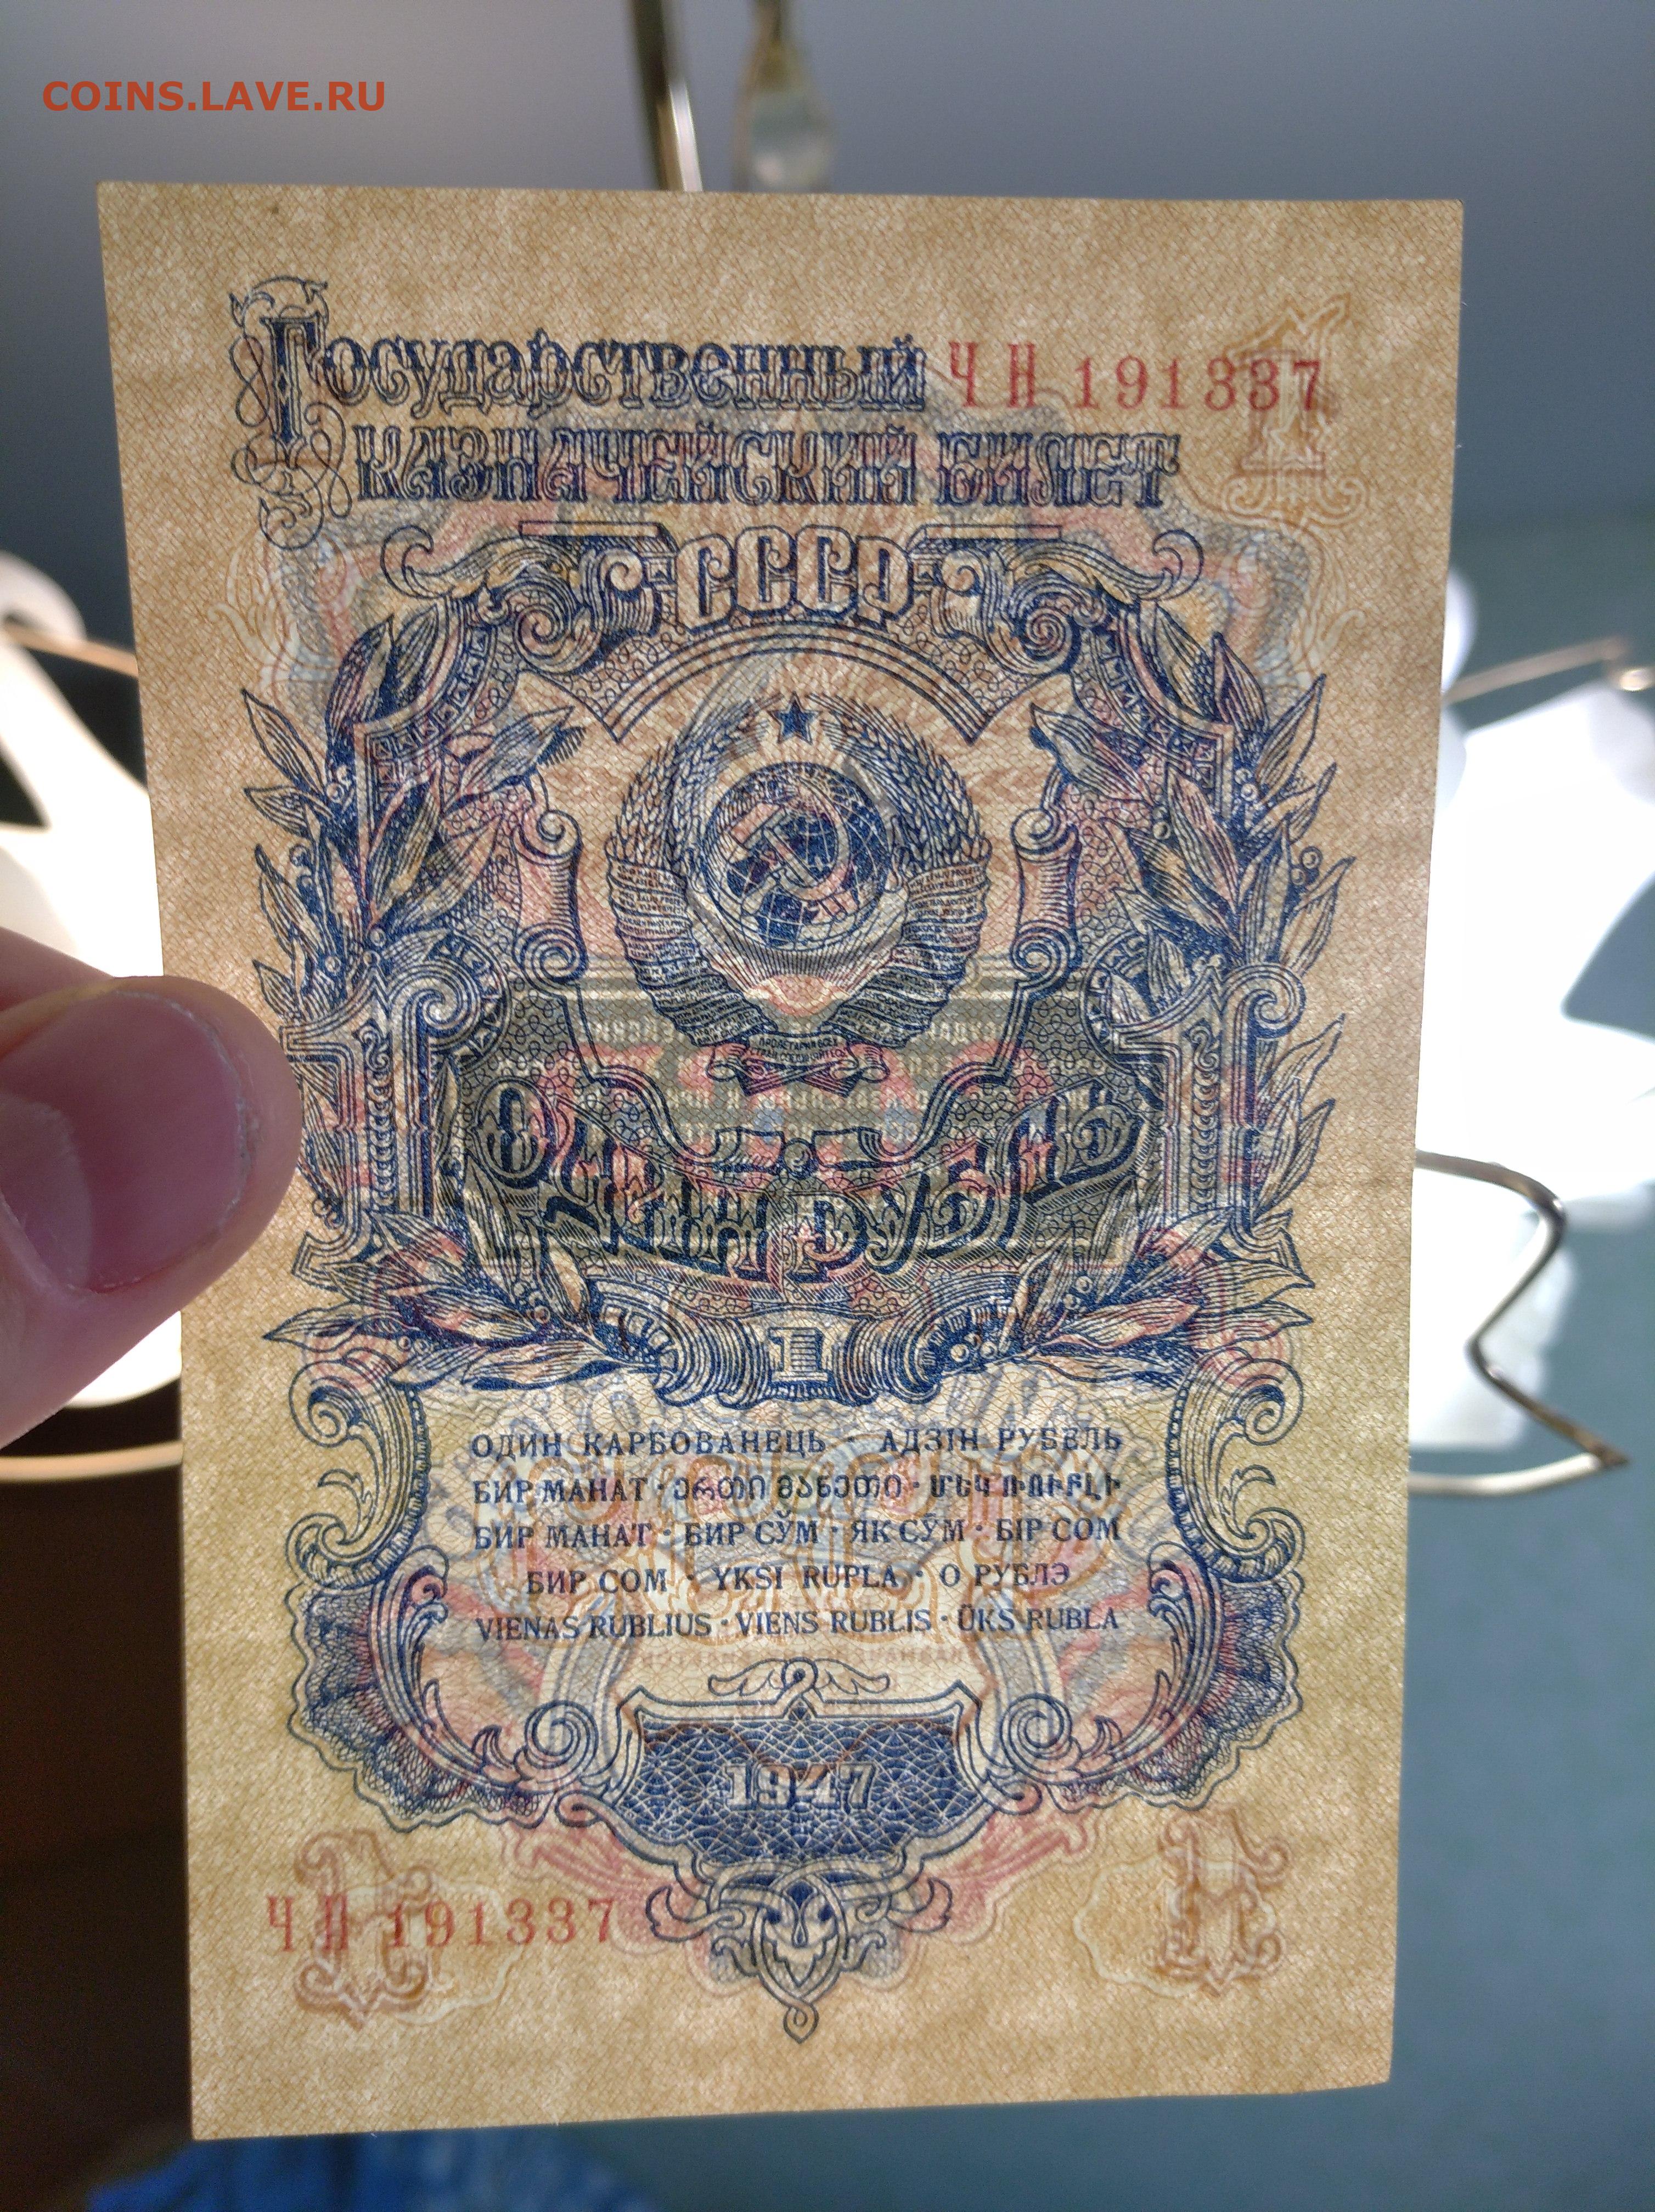 COINS.LAVE.RU
Государственный ЧН 191337
казначейский билет
СССР
Один рубль
1
ОДИН КАРБОВАНЕЦЬ · АДЗІН РУБЕЛЬ
БИР МАНАТ · ერთი მანეთი · ՄԵԿ ՌՈՒԲԼԻ
БИР МАНАТ · БИР СЎМ · ЯК СӮМ · БІР СОМ
БИР СОМ · YKSI RUPLA · О РУБЛЭ
VIENAS RUBLIUS · VIENS RUBLIS · ÜKS RUBLA
1947
ЧН 191337